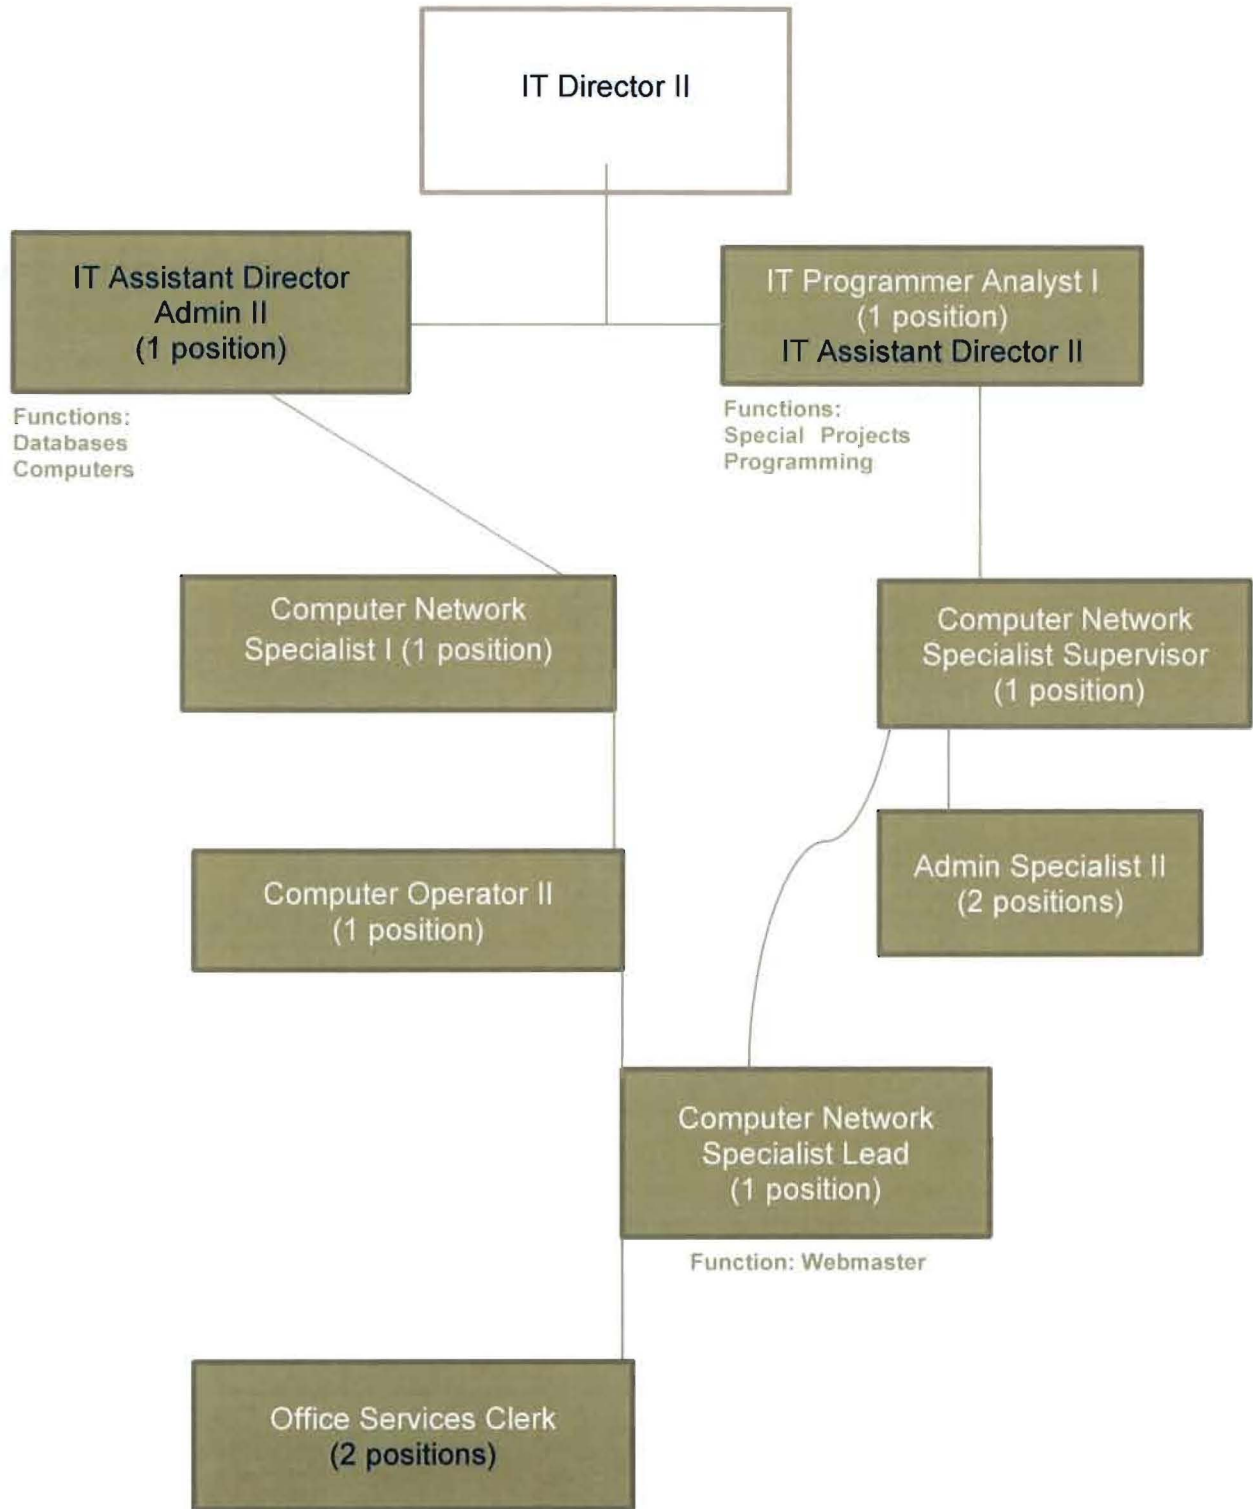 IT Director II
IT Assistant Director
Admin II
(1 position)
Functions:
Databases
Computers
IT Programmer Analyst I
(1 position)
IT Assistant Director II
Functions:
Special Projects
Programming
Computer Network
Specialist I (1 position)
Computer Network
Specialist Supervisor
(1 position)
Computer Operator II
(1 position)
Admin Specialist II
(2 positions)
Computer Network
Specialist Lead
(1 position)
Function: Webmaster
Office Services Clerk
(2 positions)